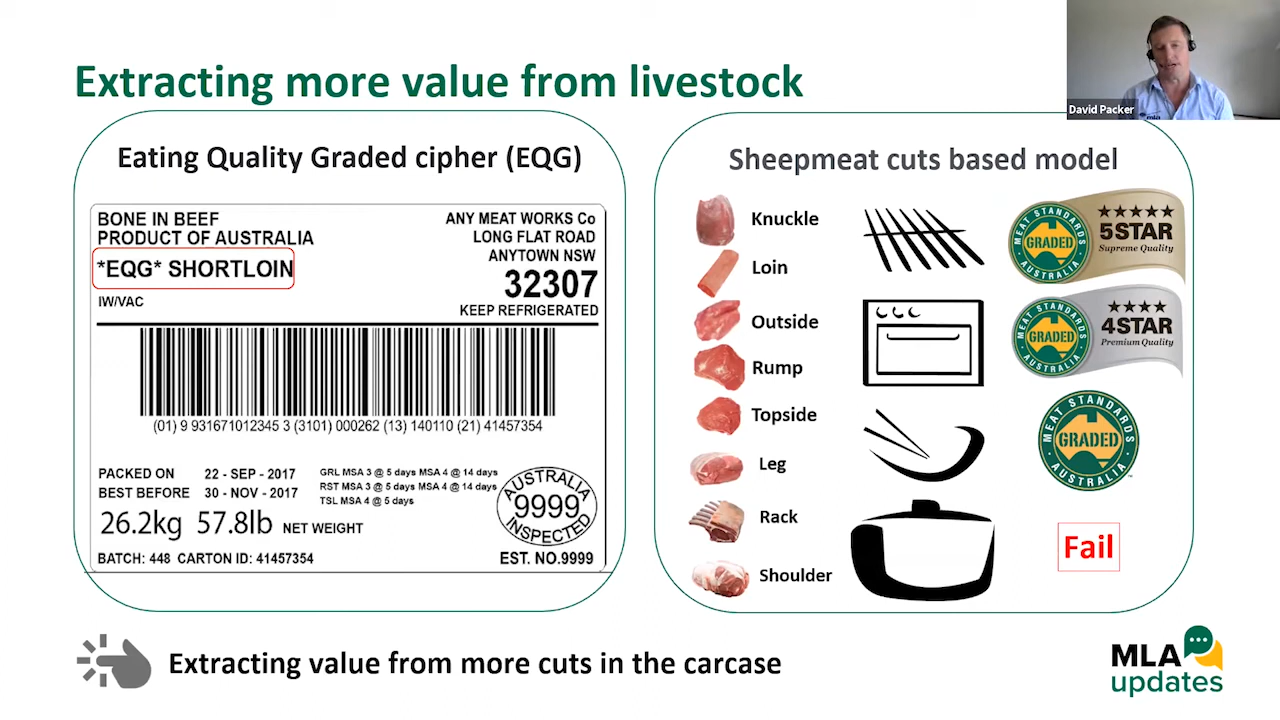 Extracting more value from livestock
David Packer
Eating Quality Graded cipher (EQG)
BONE IN BEEF
PRODUCT OF AUSTRALIA
*EQG* SHORTLOIN
IW/VAC
ANY MEAT WORKS Co
LONG FLAT ROAD
ANYTOWN NSW
32307
KEEP REFRIGERATED
(01) 9 931671012345 3 (3101) 000262 (13) 140110 (21) 41457354
PACKED ON 22 - SEP - 2017
BEST BEFORE 30 - NOV - 2017
GRL MSA 3 @ 5 days MSA 4 @ 14 days
RST MSA 3 @ 5 days MSA 4 @ 14 days
TSL MSA 4 @ 5 days
26.2kg 57.8lb NET WEIGHT
BATCH: 448 CARTON ID: 41457354
AUSTRALIA
9999
INSPECTED
EST. NO.9999
Sheepmeat cuts based model
Knuckle
Loin
Outside
Rump
Topside
Leg
Rack
Shoulder
MEAT STANDARDS
GRADED
AUSTRALIA
★★★★★
5STAR
Supreme Quality
MEAT STANDARDS
GRADED
AUSTRALIA
★★★★
4STAR
Premium Quality
MEAT STANDARDS
GRADED
AUSTRALIA
Fail
Extracting value from more cuts in the carcase
MLA
updates